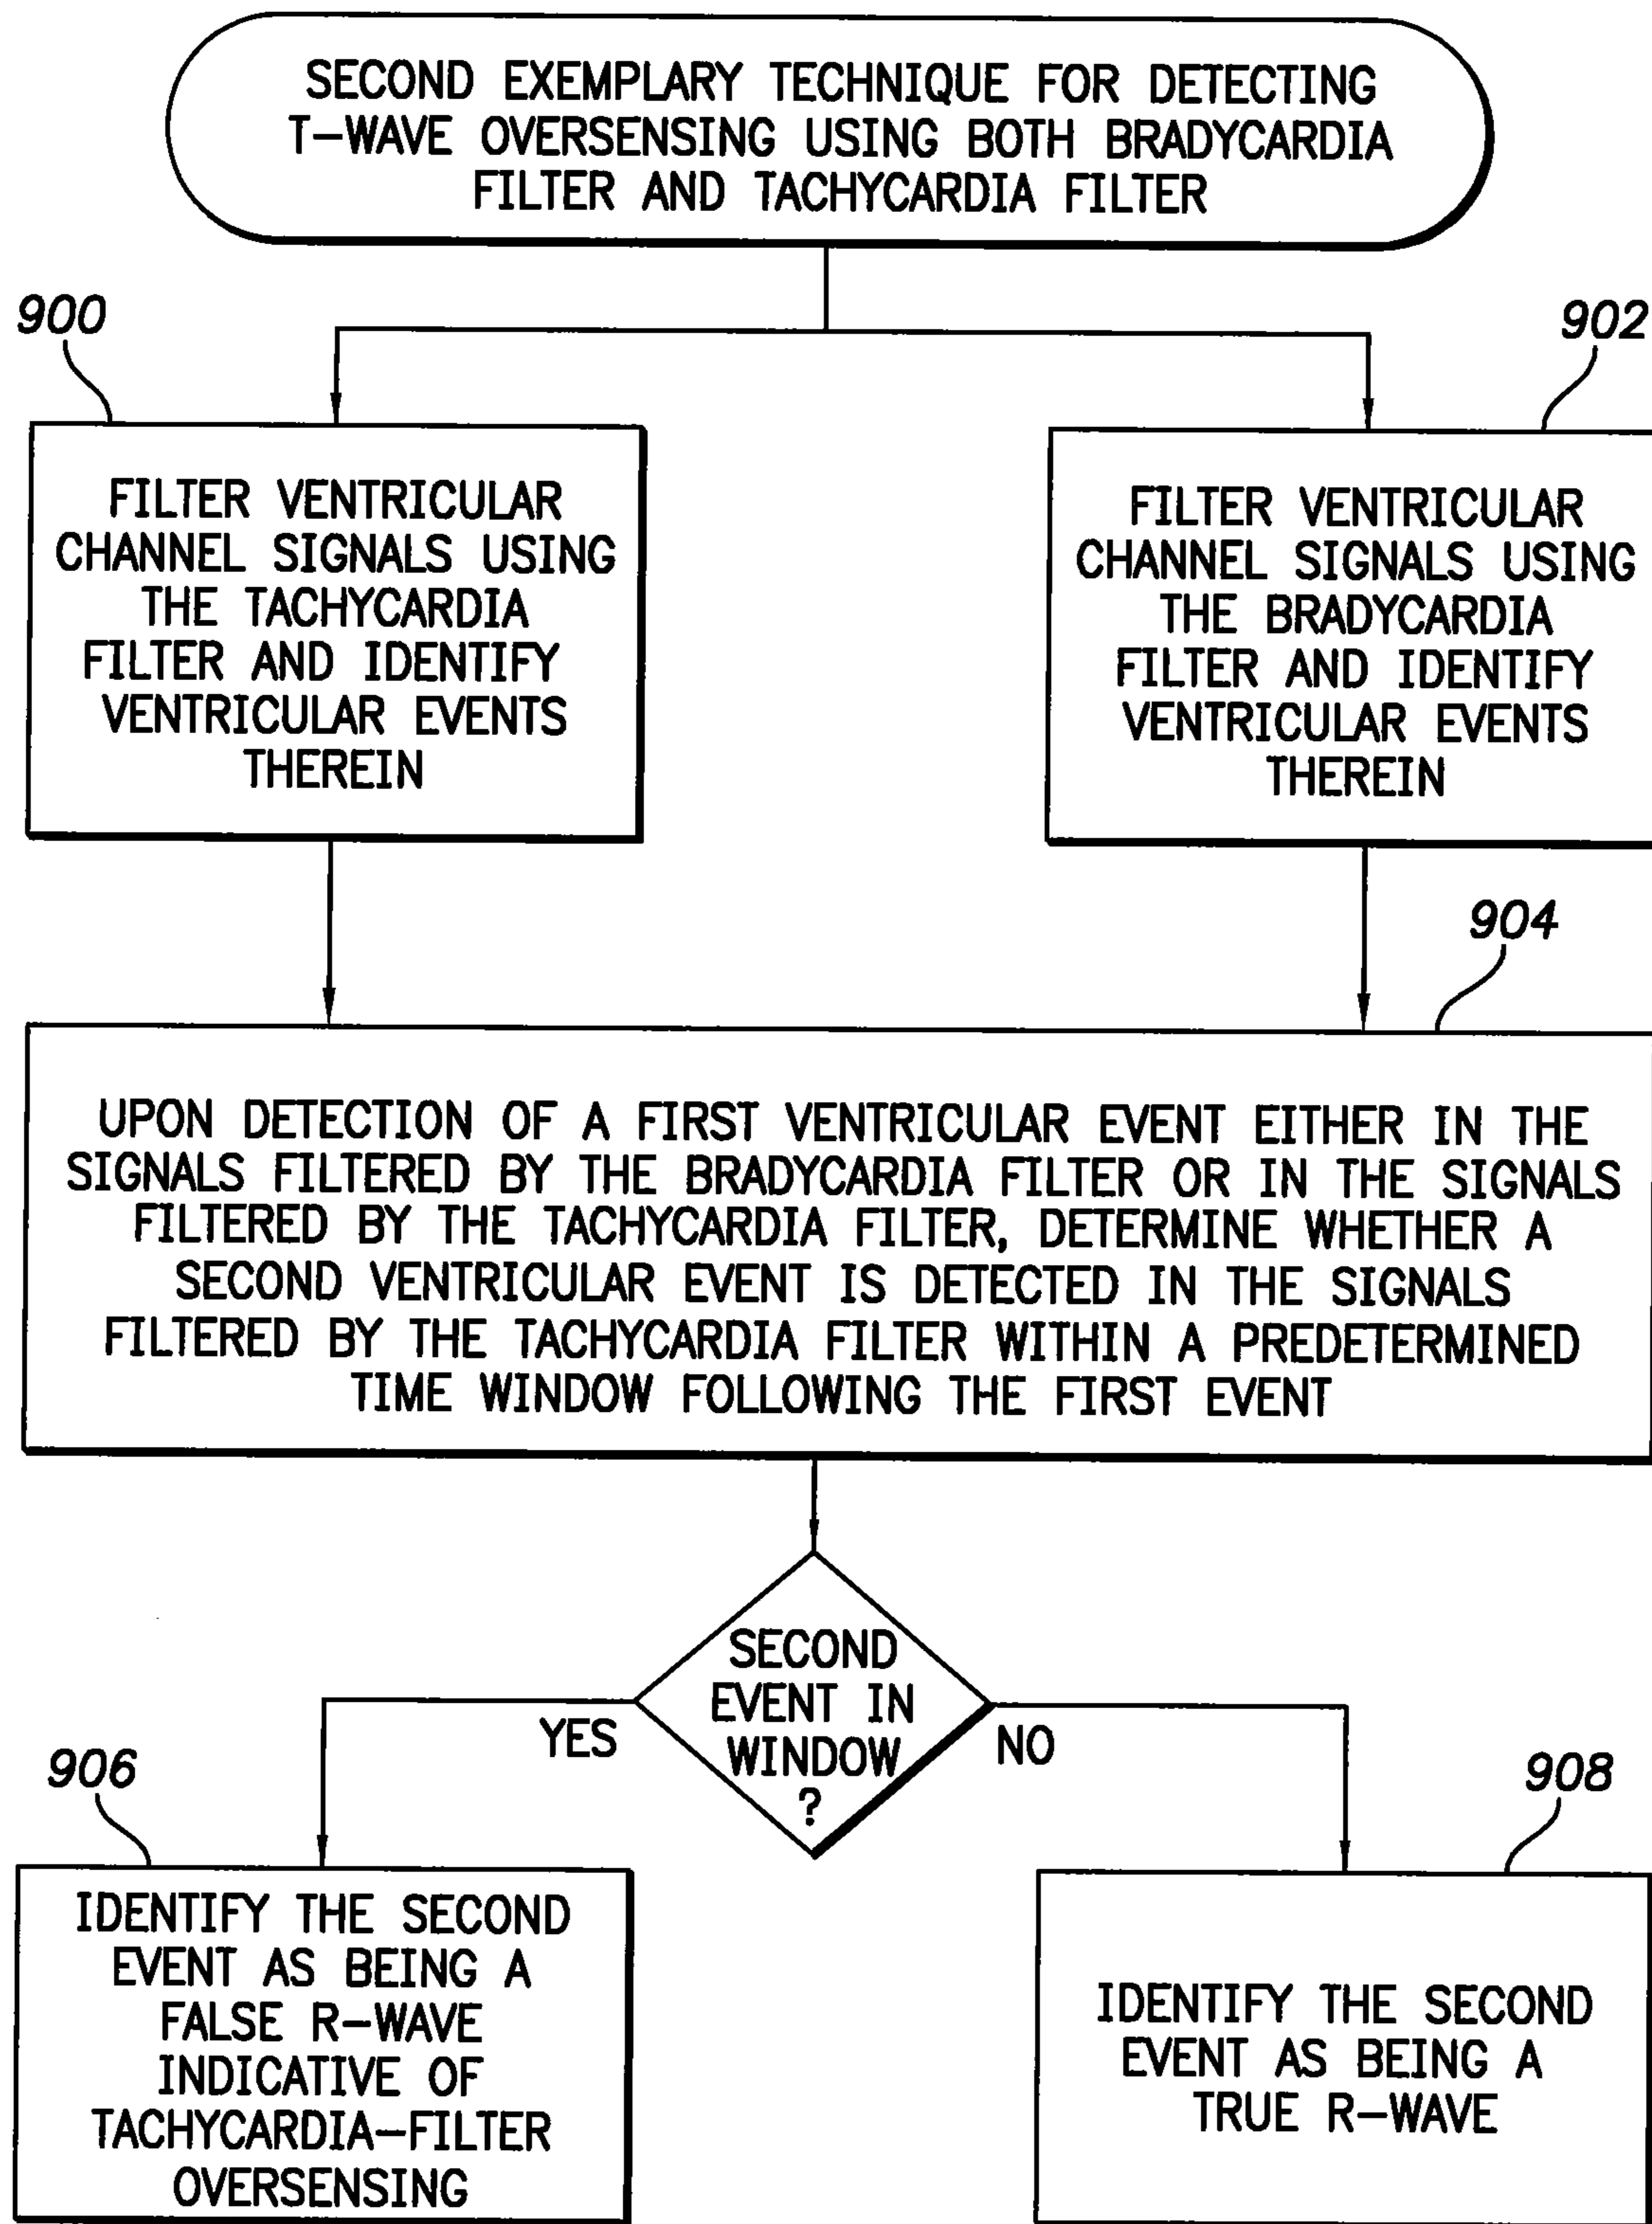 SECOND EXEMPLARY TECHNIQUE FOR DETECTING
T-WAVE OVERSENSING USING BOTH BRADYCARDIA
FILTER AND TACHYCARDIA FILTER
900
902
FILTER VENTRICULAR
CHANNEL SIGNALS USING
THE TACHYCARDIA
FILTER AND IDENTIFY
VENTRICULAR EVENTS
THEREIN
FILTER VENTRICULAR
CHANNEL SIGNALS USING
THE BRADYCARDIA
FILTER AND IDENTIFY
VENTRICULAR EVENTS
THEREIN
904
UPON DETECTION OF A FIRST VENTRICULAR EVENT EITHER IN THE
SIGNALS FILTERED BY THE BRADYCARDIA FILTER OR IN THE SIGNALS
FILTERED BY THE TACHYCARDIA FILTER, DETERMINE WHETHER A
SECOND VENTRICULAR EVENT IS DETECTED IN THE SIGNALS
FILTERED BY THE TACHYCARDIA FILTER WITHIN A PREDETERMINED
TIME WINDOW FOLLOWING THE FIRST EVENT
SECOND
EVENT IN
WINDOW
?
YES
NO
906
908
IDENTIFY THE SECOND
EVENT AS BEING A
FALSE R-WAVE
INDICATIVE OF
TACHYCARDIA-FILTER
OVERSENSING
IDENTIFY THE SECOND
EVENT AS BEING A
TRUE R-WAVE